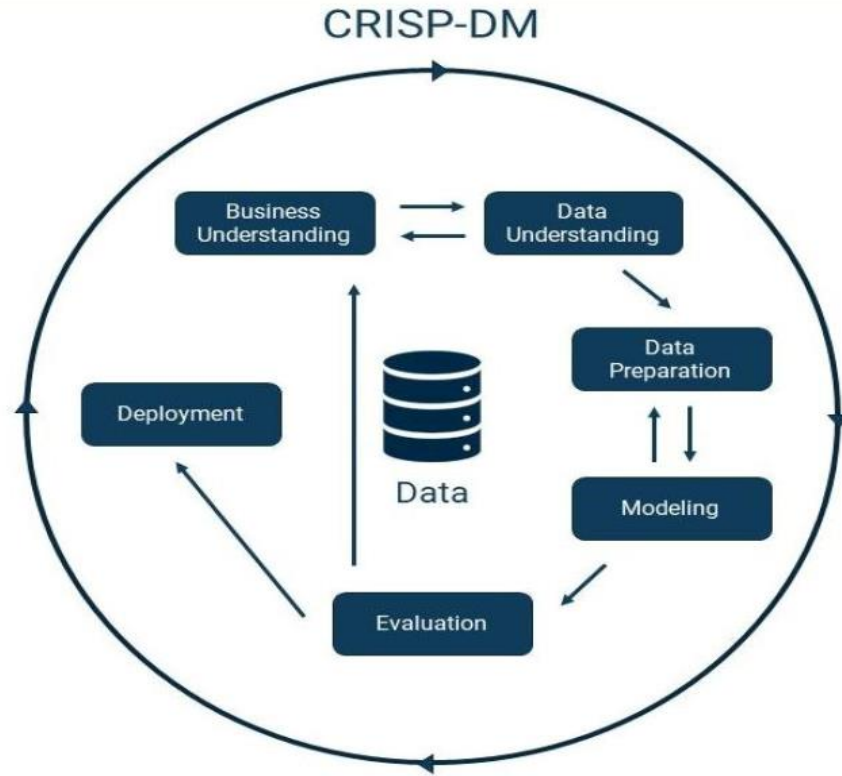 CRISP-DM
Business
Understanding
Data
Understanding
Data
Preparation
Deployment
Data
Modeling
Evaluation